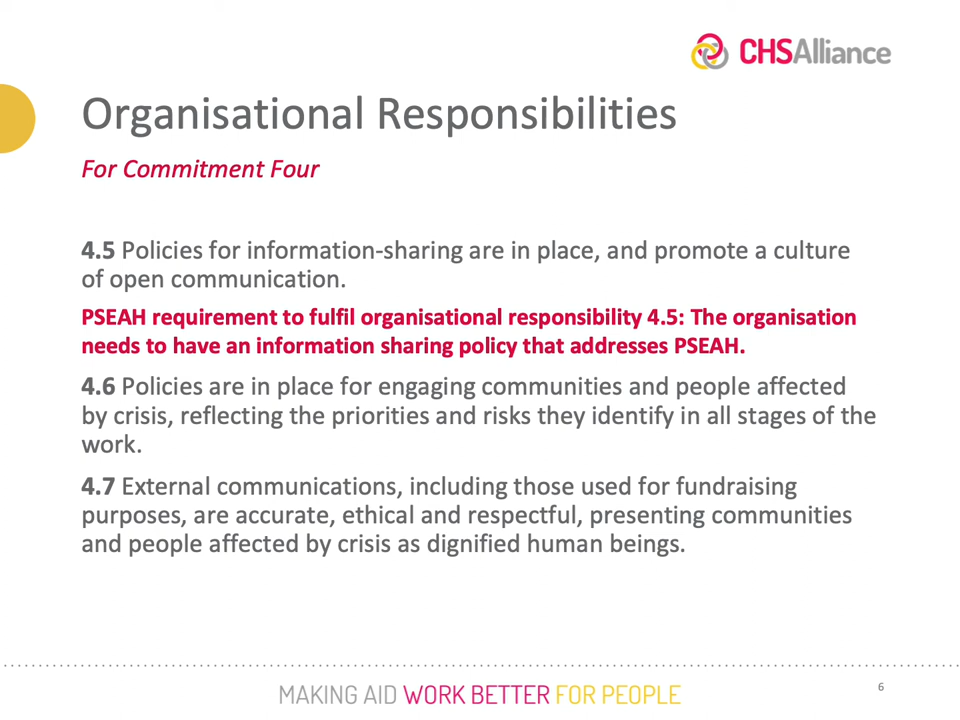 CHSAlliance
Organisational Responsibilities
For Commitment Four
4.5 Policies for information-sharing are in place, and promote a culture
of open communication.
PSEAH requirement to fulfil organisational responsibility 4.5: The organisation
needs to have an information sharing policy that addresses PSEAH.
4.6 Policies are in place for engaging communities and people affected
by crisis, reflecting the priorities and risks they identify in all stages of the
work.
4.7 External communications, including those used for fundraising
purposes, are accurate, ethical and respectful, presenting communities
and people affected by crisis as dignified human beings.
MAKING AID WORK BETTER FOR PEOPLE
6